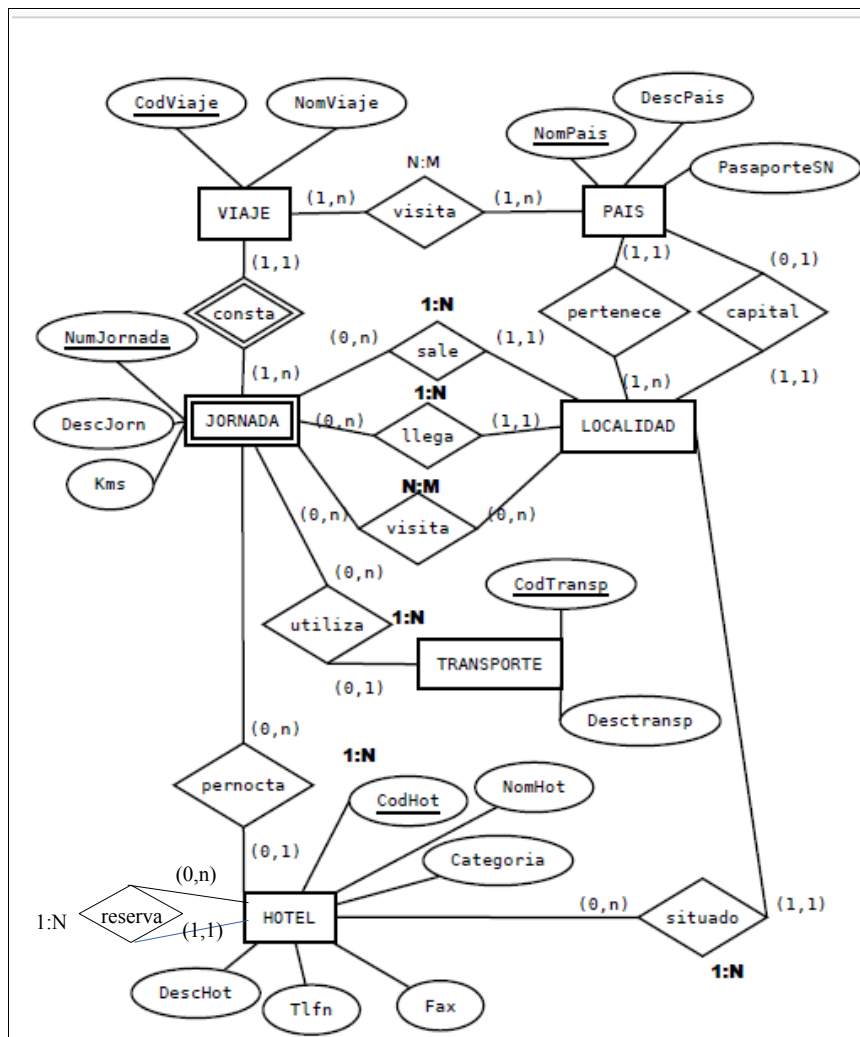 CodViaje NomViaje DescPais
NomPais
PasaporteSN
N:M
VIAJE (1,n) visita (1,n) PAIS
(1,1) (1,1) (0,1)
consta 1:N pertenece capital
NumJornada (0,n) sale (1,1)
(1,n) 1:N (1,n) (1,1)
DescJorn JORNADA (0,n) llega (1,1) LOCALIDAD
Kms N:M
(0,n) visita (0,n)
(0,n) CodTransp
utiliza 1:N
TRANSPORTE
(0,1)
Desctransp
(0,n)
1:N
pernocta CodHot NomHot
(0,1) Categoria
(0,n)
1:N reserva (1,1) HOTEL (0,n) situado (1,1)
1:N
DescHot Tlfn Fax